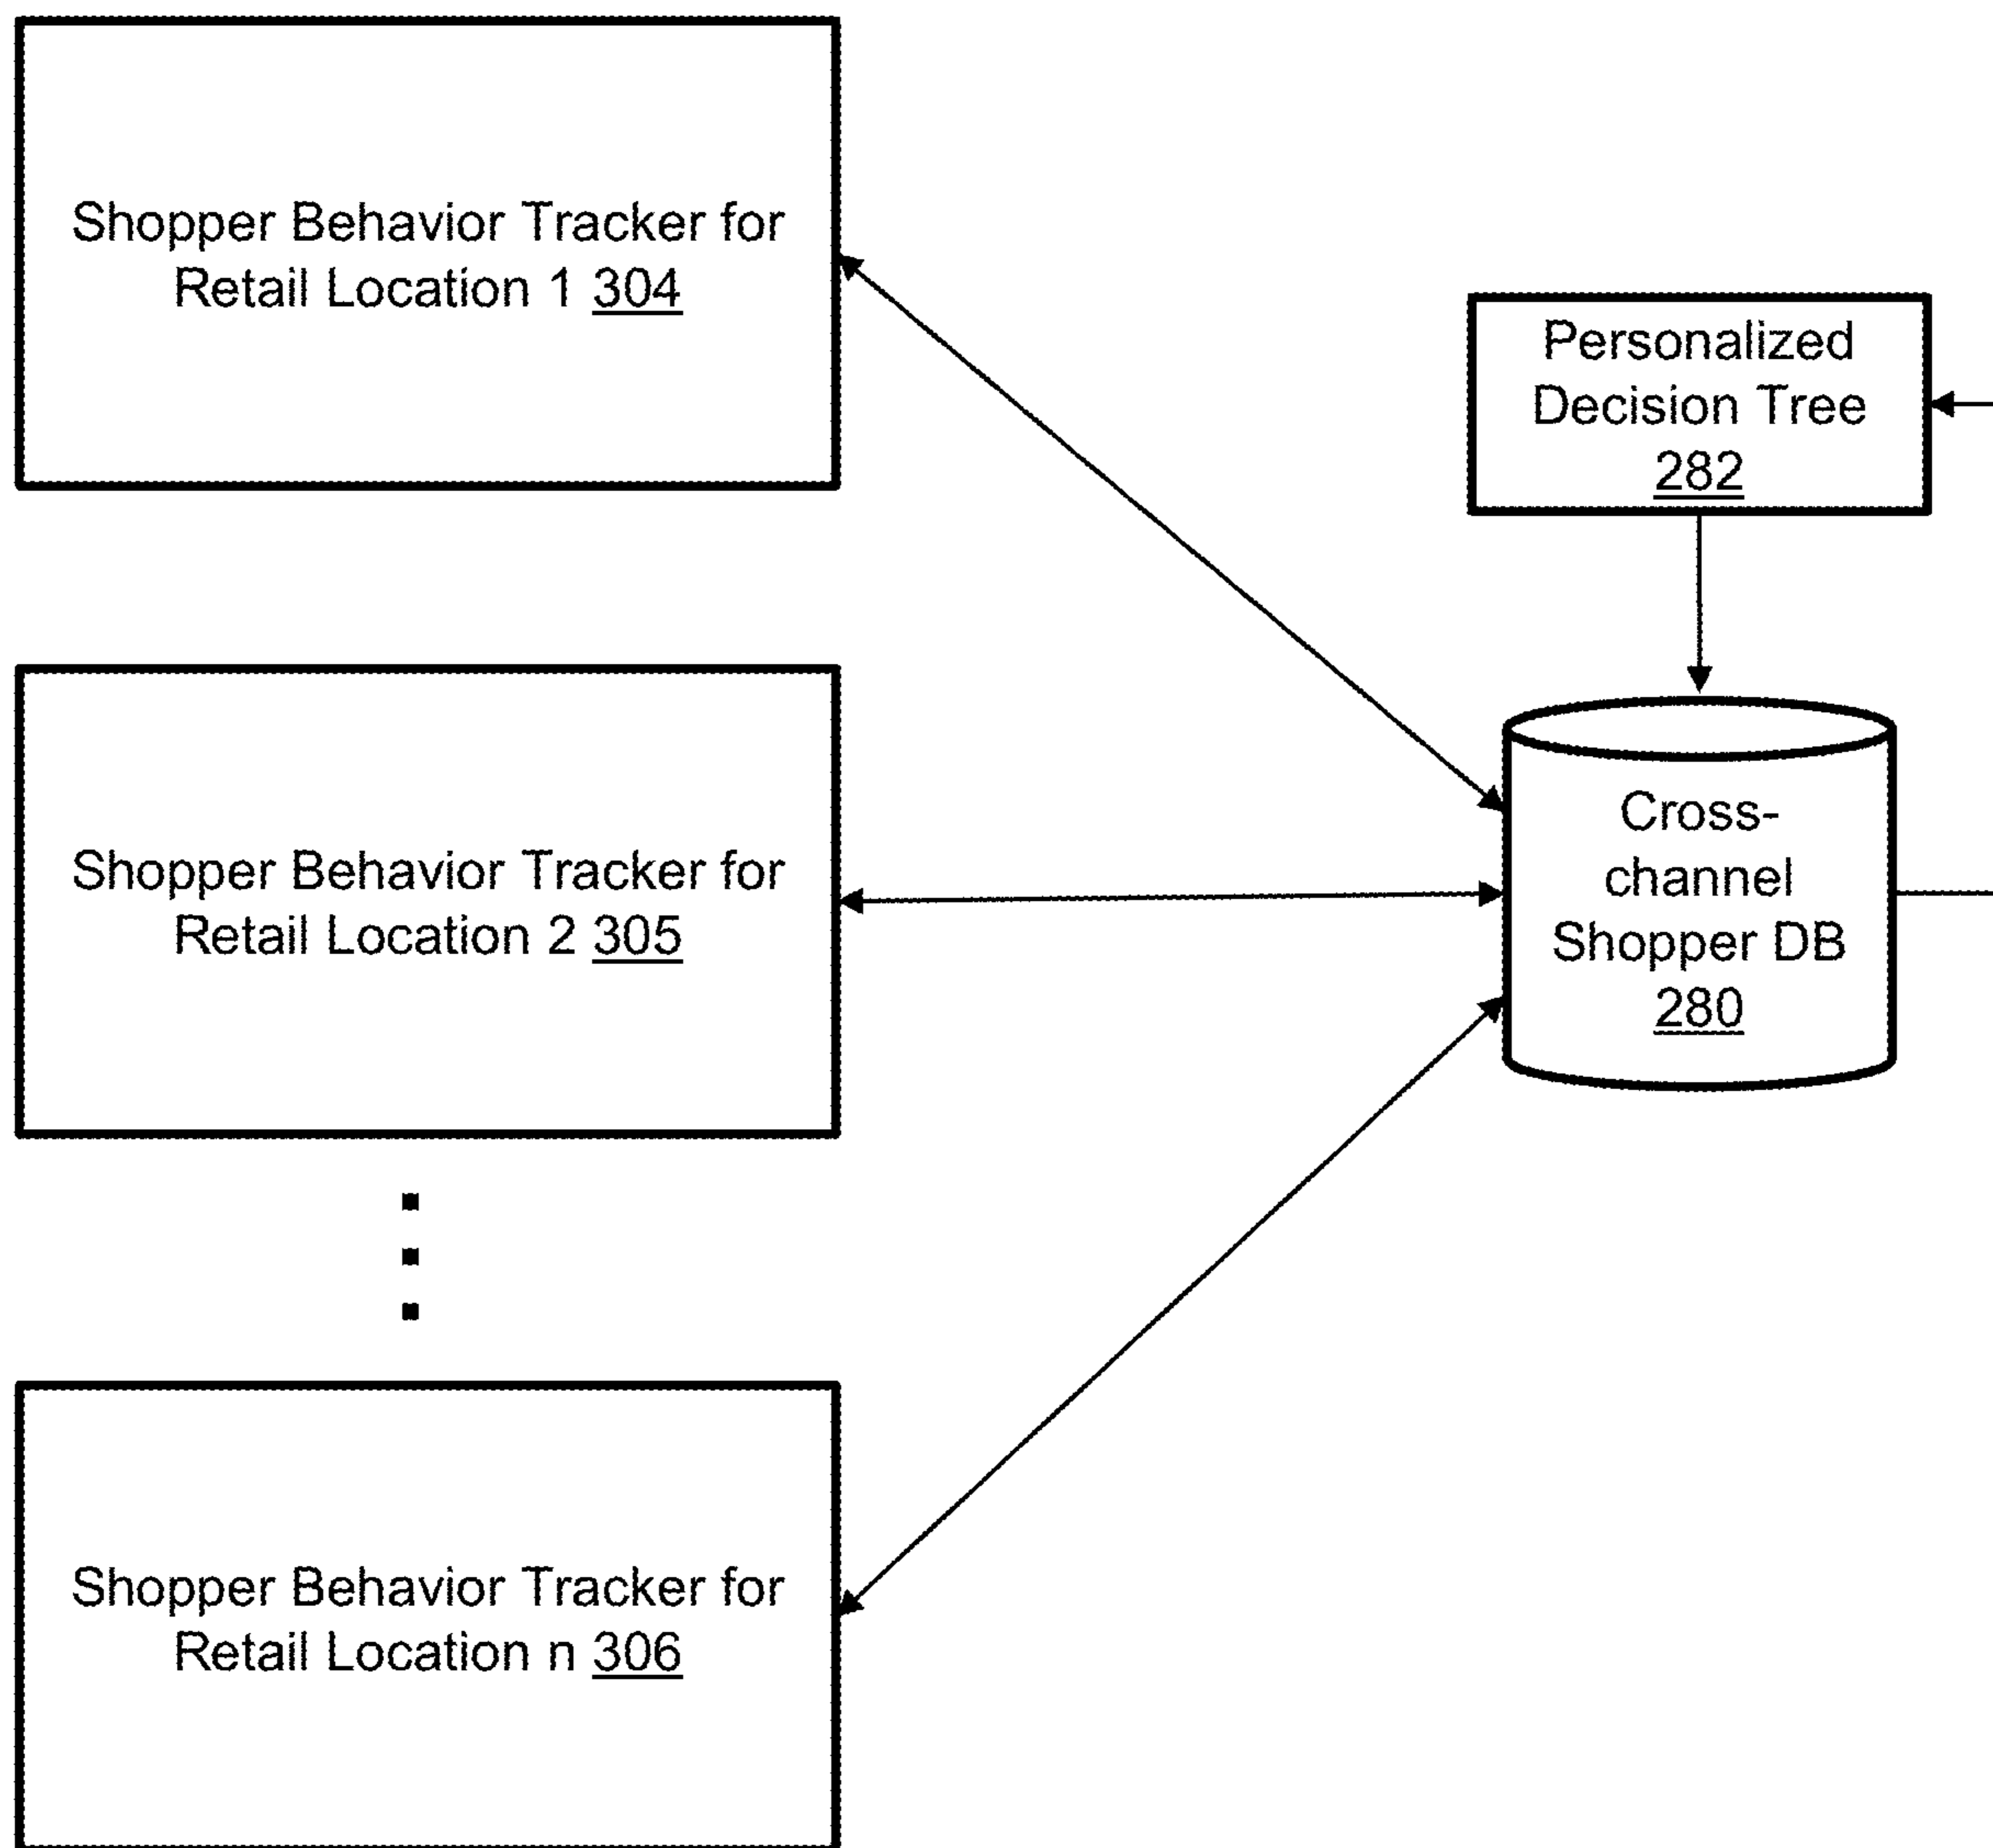 Shopper Behavior Tracker for
Retail Location 1 304
Personalized
Decision Tree
282
Shopper Behavior Tracker for
Retail Location 2 305
Cross-
channel
Shopper DB
280
Shopper Behavior Tracker for
Retail Location n 306